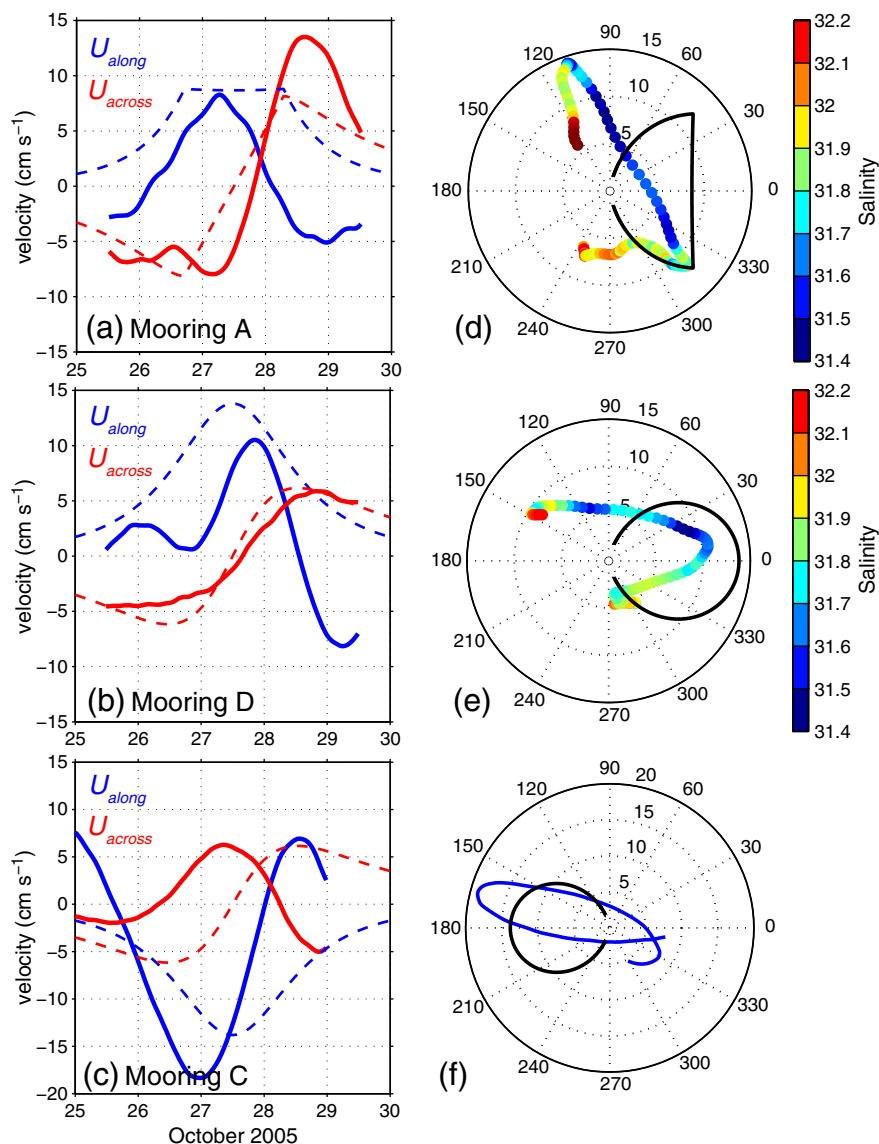 15
10
5
0
−5
−10
−15
velocity (cm s⁻¹)
U along
U across
(a) Mooring A
25 26 27 28 29 30
90
120 15 60
10
150 5 30
180 0
210 330
240 300
270
(d)
32.2
32.1
32
31.9
31.8
31.7
31.6
31.5
31.4
Salinity
15
10
5
0
−5
−10
−15
velocity (cm s⁻¹)
U along
U across
(b) Mooring D
25 26 27 28 29 30
90
120 15 60
10
150 5 30
180 0
210 330
240 300
270
(e)
32.2
32.1
32
31.9
31.8
31.7
31.6
31.5
31.4
Salinity
15
10
5
0
−5
−10
−15
−20
velocity (cm s⁻¹)
U along
U across
(c) Mooring C
25 26 27 28 29 30
October 2005
90
120 20 60
15
10
150 5 30
180 0
210 330
240 300
270
(f)